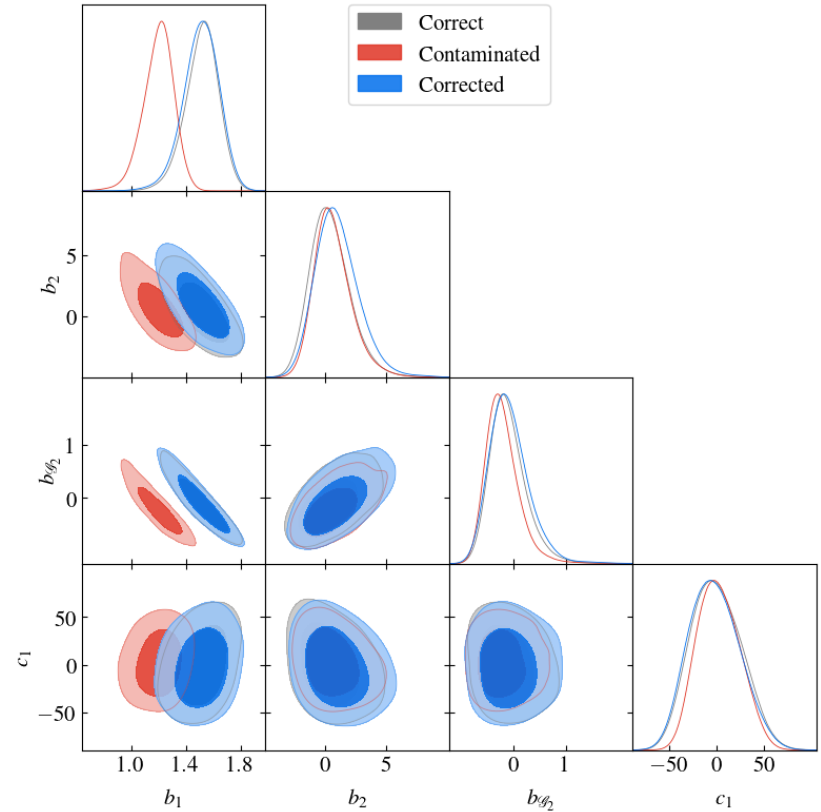 Correct
Contaminated
Corrected
5
0
b₂
1
0
b𝒢₂
50
0
−50
c₁
1.0 1.4 1.8
0 5
0 1
−50 0 50
b₁
b₂
b𝒢₂
c₁